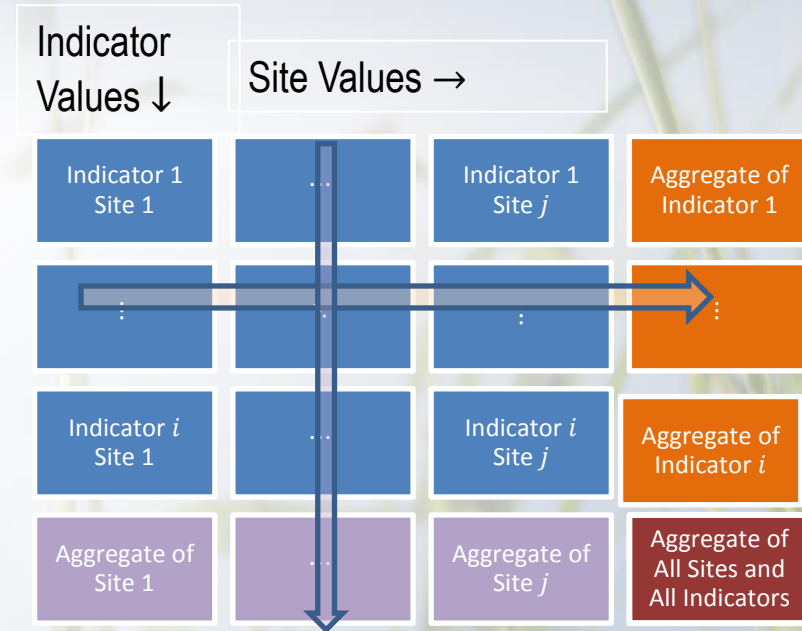 Indicator
Values ↓
Site Values →
Indicator 1
Site 1
...
Indicator 1
Site 𝑗
Aggregate of
Indicator 1
⋮
⋱
⋮
⋮
Indicator 𝑖
Site 1
...
Indicator 𝑖
Site 𝑗
Aggregate of
Indicator 𝑖
Aggregate of
Site 1
...
Aggregate of
Site 𝑗
Aggregate of
All Sites and
All Indicators